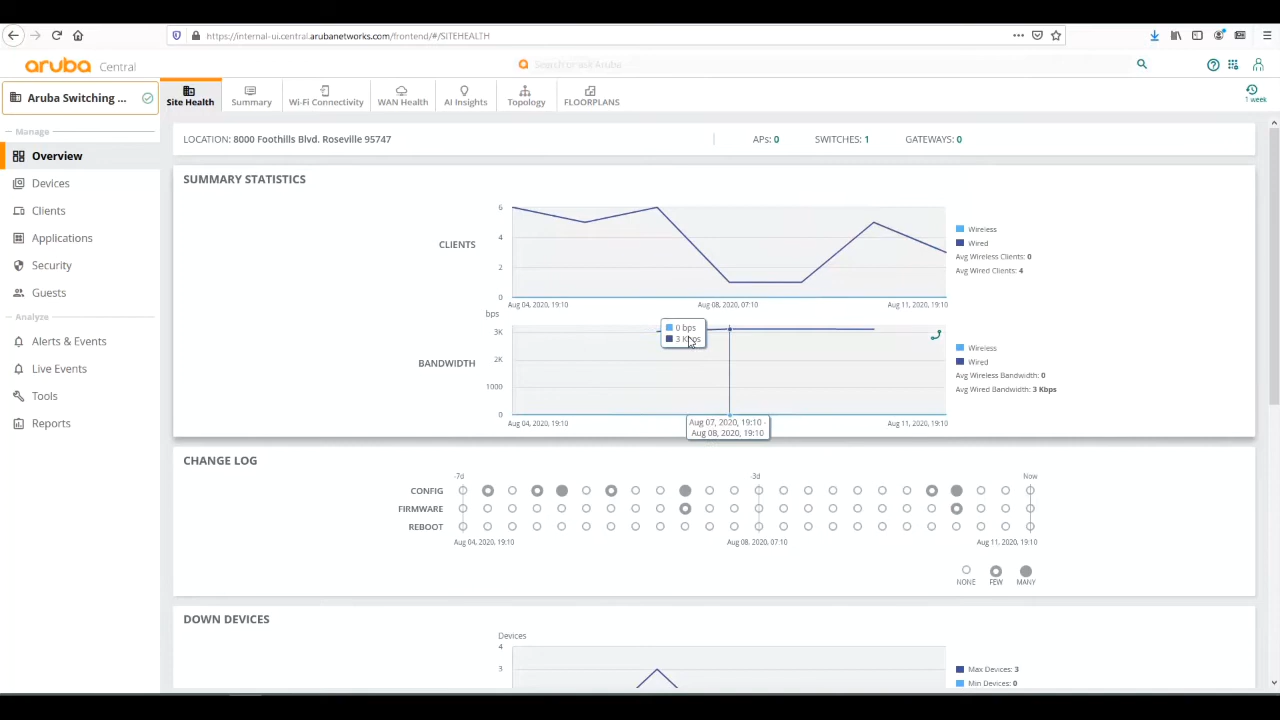 https://internal-ui.central.arubanetworks.com/frontend/#/SITEHEALTH
aruba Central
Search or ask Aruba
Aruba Switching ...
Site Health
Summary
Wi-Fi Connectivity
WAN Health
AI Insights
Topology
FLOORPLANS
1 week
Manage
Overview
Devices
Clients
Applications
Security
Guests
Analyze
Alerts & Events
Live Events
Tools
Reports
LOCATION: 8000 Foothills Blvd. Roseville 95747
APs: 0
SWITCHES: 1
GATEWAYS: 0
SUMMARY STATISTICS
CLIENTS
6
4
2
0
Aug 04, 2020, 19:10
Aug 08, 2020, 07:10
Aug 11, 2020, 19:10
Wireless
Wired
Avg Wireless Clients: 0
Avg Wired Clients: 4
bps
BANDWIDTH
3K
2K
1000
0
0 bps
Aug 04, 2020, 19:10
Aug 07, 2020, 19:10 -
Aug 08, 2020, 19:10
Aug 11, 2020, 19:10
Wireless
Wired
Avg Wireless Bandwidth: 0
Avg Wired Bandwidth: 3 Kbps
CHANGE LOG
-7d
-3d
Now
CONFIG
FIRMWARE
REBOOT
Aug 04, 2020, 19:10
Aug 08, 2020, 07:10
Aug 11, 2020, 19:10
NONE
FEW
MANY
DOWN DEVICES
Devices
4
3
Max Devices: 3
Min Devices: 0